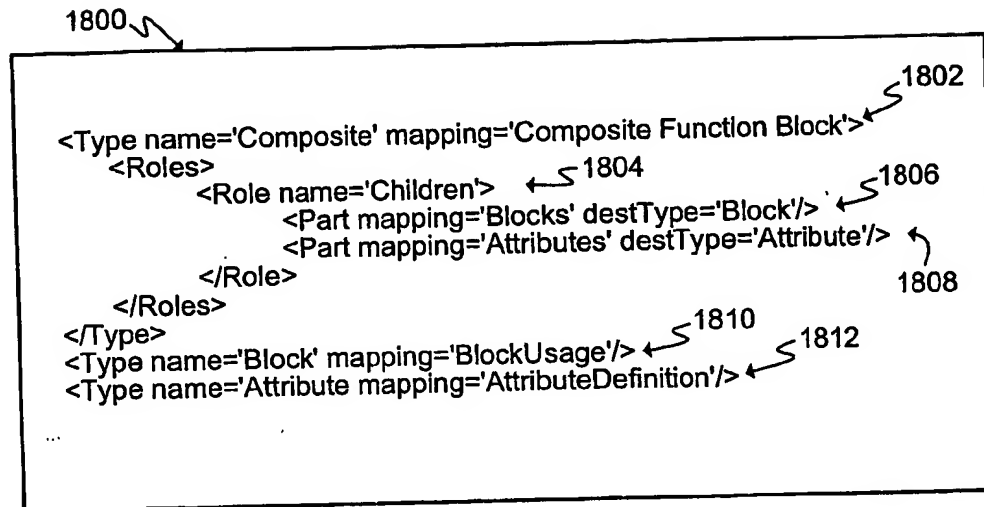 1800
1802
<Type name='Composite' mapping='Composite Function Block'>
<Roles>
<Role name='Children'> 1804
1806
<Part mapping='Blocks' destType='Block'/>
<Part mapping='Attributes' destType='Attribute'/>
</Role>
1808
</Roles>
</Type>
1810
<Type name='Block' mapping='BlockUsage'/>
1812
<Type name='Attribute mapping='AttributeDefinition'/>
...